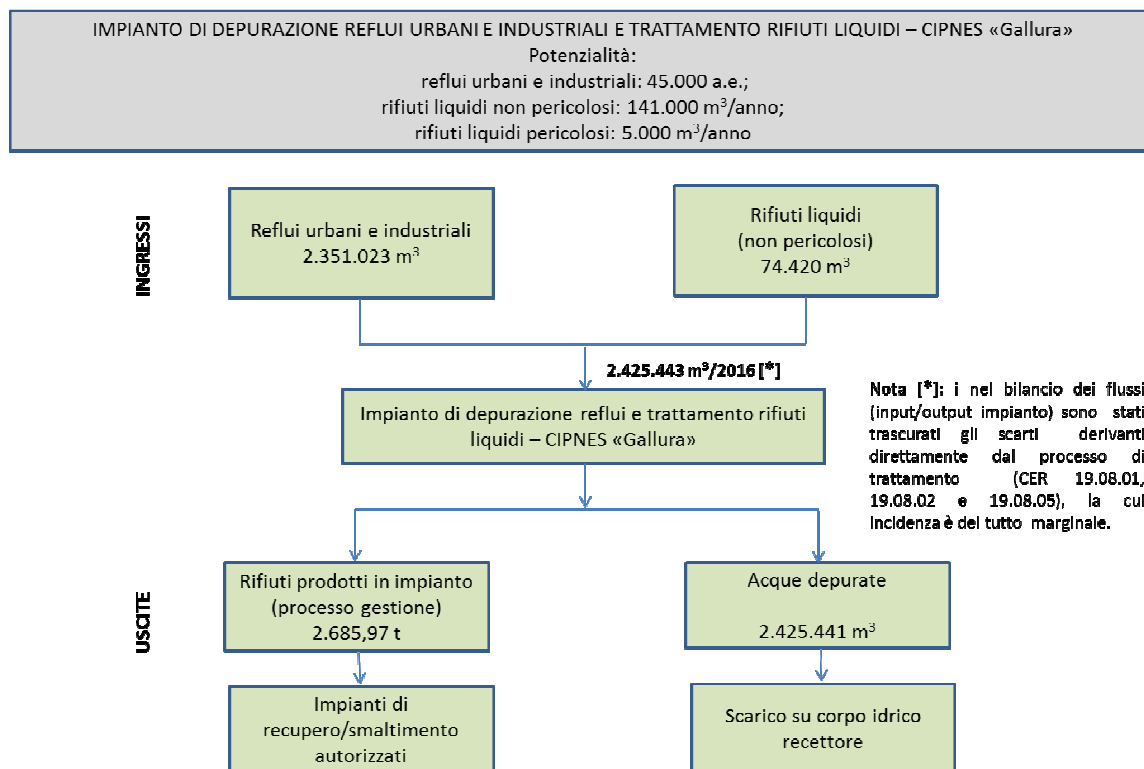 IMPIANTO DI DEPURAZIONE REFLUI URBANI E INDUSTRIALI E TRATTAMENTO RIFIUTI LIQUIDI – CIPNES «Gallura»
Potenzialità:
reflui urbani e industriali: 45.000 a.e.;
rifiuti liquidi non pericolosi: 141.000 m³/anno;
rifiuti liquidi pericolosi: 5.000 m³/anno
INGRESSI
Reflui urbani e industriali
2.351.023 m³
Rifiuti liquidi
(non pericolosi)
74.420 m³
2.425.443 m³/2016 [*]
Impianto di depurazione reflui e trattamento rifiuti
liquidi – CIPNES «Gallura»
Nota [*]: i nel bilancio dei flussi
(input/output impianto) sono stati
trascurati gli scarti derivanti
direttamente dal processo di
trattamento (CER 19.08.01,
19.08.02 e 19.08.05), la cui
incidenza è del tutto marginale.
USCITE
Rifiuti prodotti in impianto
(processo gestione)
2.685,97 t
Acque depurate
2.425.441 m³
Impianti di
recupero/smaltimento
autorizzati
Scarico su corpo idrico
recettore